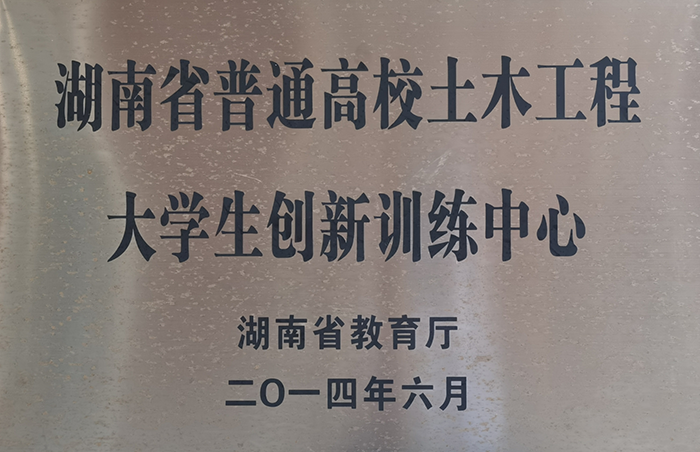 湖南省普通高校土木工程
大学生创新训练中心
湖南省教育厅
二〇一四年六月